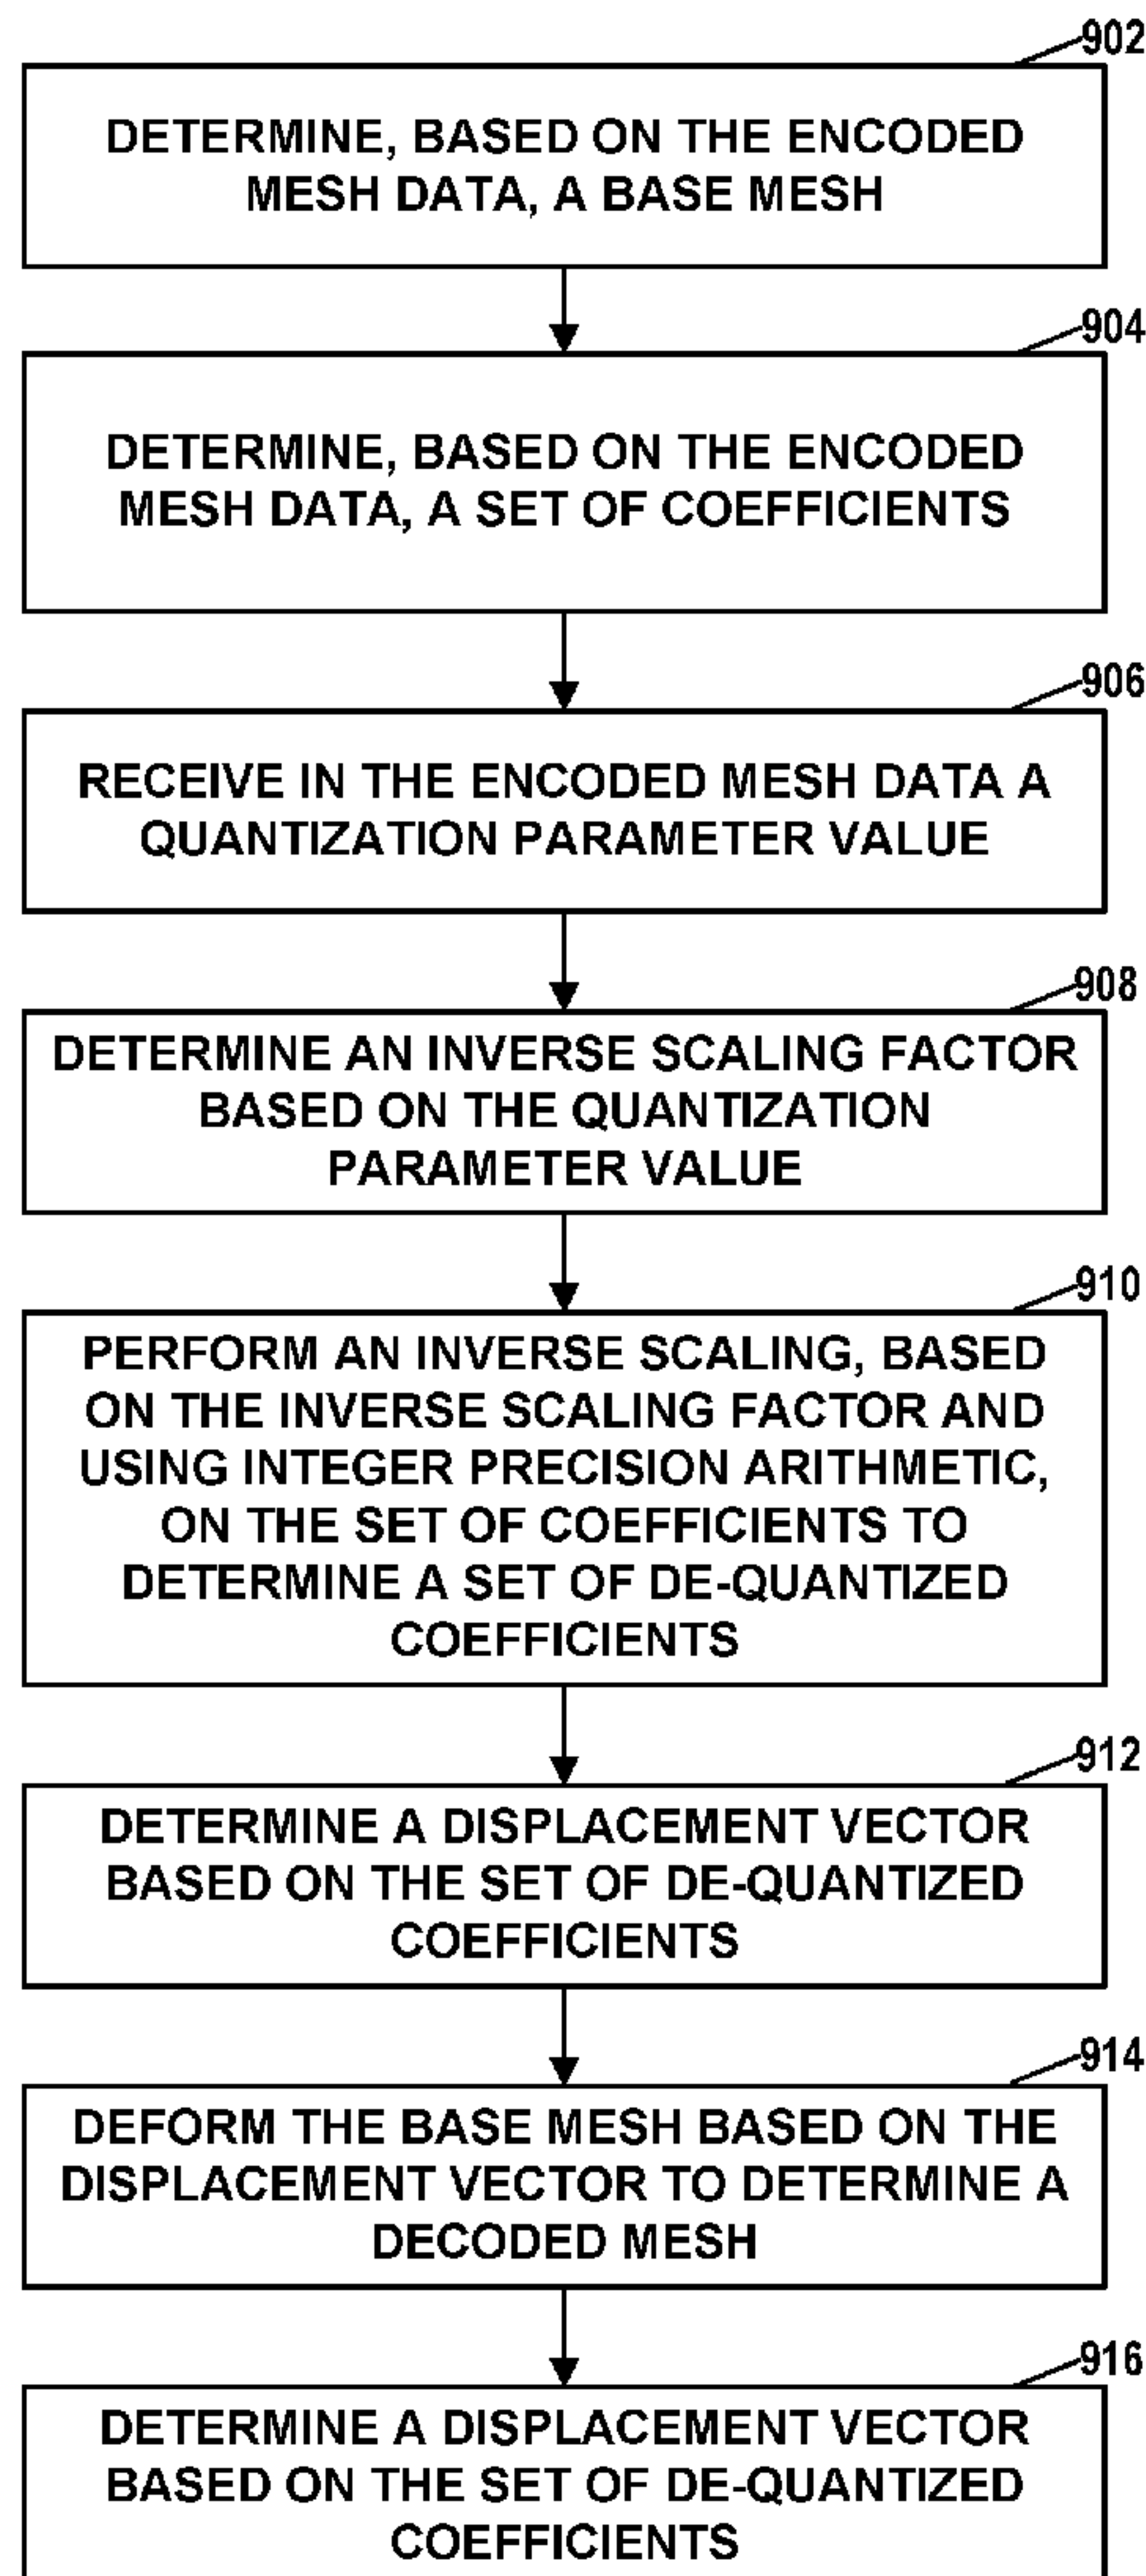 902
DETERMINE, BASED ON THE ENCODED
MESH DATA, A BASE MESH
904
DETERMINE, BASED ON THE ENCODED
MESH DATA, A SET OF COEFFICIENTS
906
RECEIVE IN THE ENCODED MESH DATA A
QUANTIZATION PARAMETER VALUE
908
DETERMINE AN INVERSE SCALING FACTOR
BASED ON THE QUANTIZATION
PARAMETER VALUE
910
PERFORM AN INVERSE SCALING, BASED
ON THE INVERSE SCALING FACTOR AND
USING INTEGER PRECISION ARITHMETIC,
ON THE SET OF COEFFICIENTS TO
DETERMINE A SET OF DE-QUANTIZED
COEFFICIENTS
912
DETERMINE A DISPLACEMENT VECTOR
BASED ON THE SET OF DE-QUANTIZED
COEFFICIENTS
914
DEFORM THE BASE MESH BASED ON THE
DISPLACEMENT VECTOR TO DETERMINE A
DECODED MESH
916
DETERMINE A DISPLACEMENT VECTOR
BASED ON THE SET OF DE-QUANTIZED
COEFFICIENTS